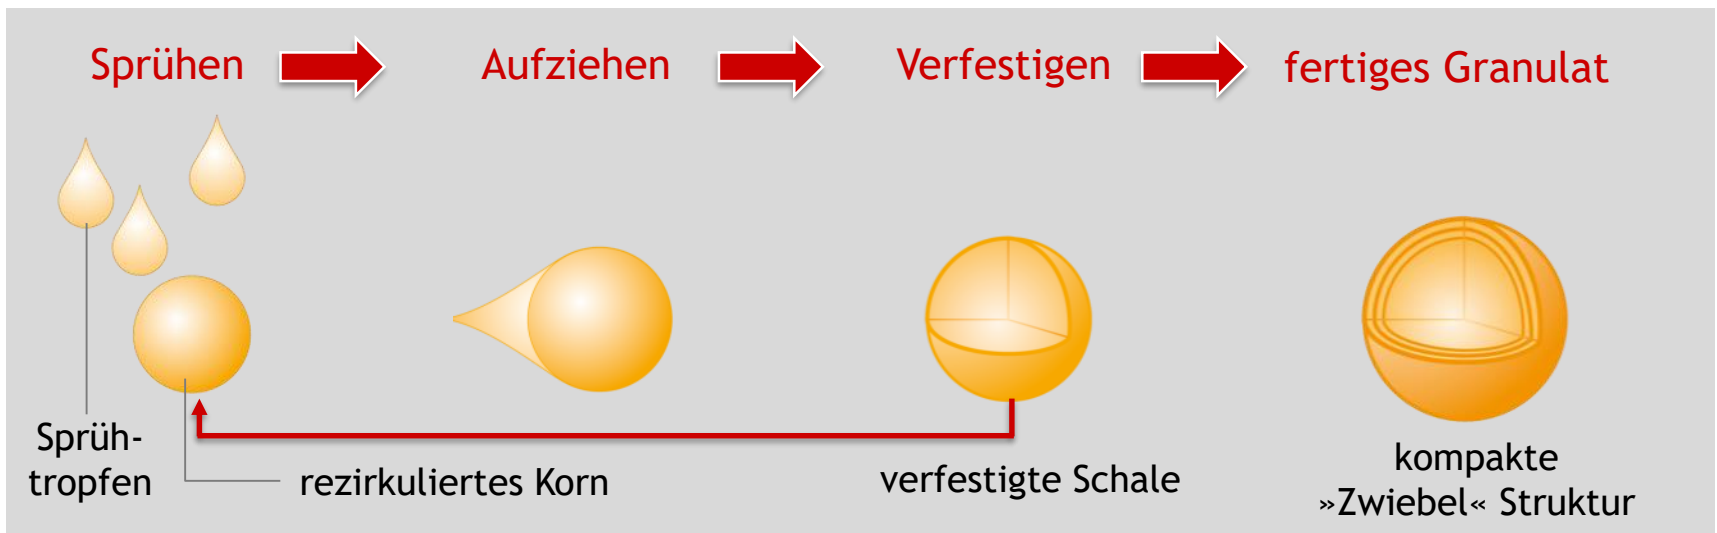 Sprühen
Aufziehen
Verfestigen
fertiges Granulat
Sprüh-
tropfen
rezirkuliertes Korn
verfestigte Schale
kompakte
»Zwiebel« Struktur